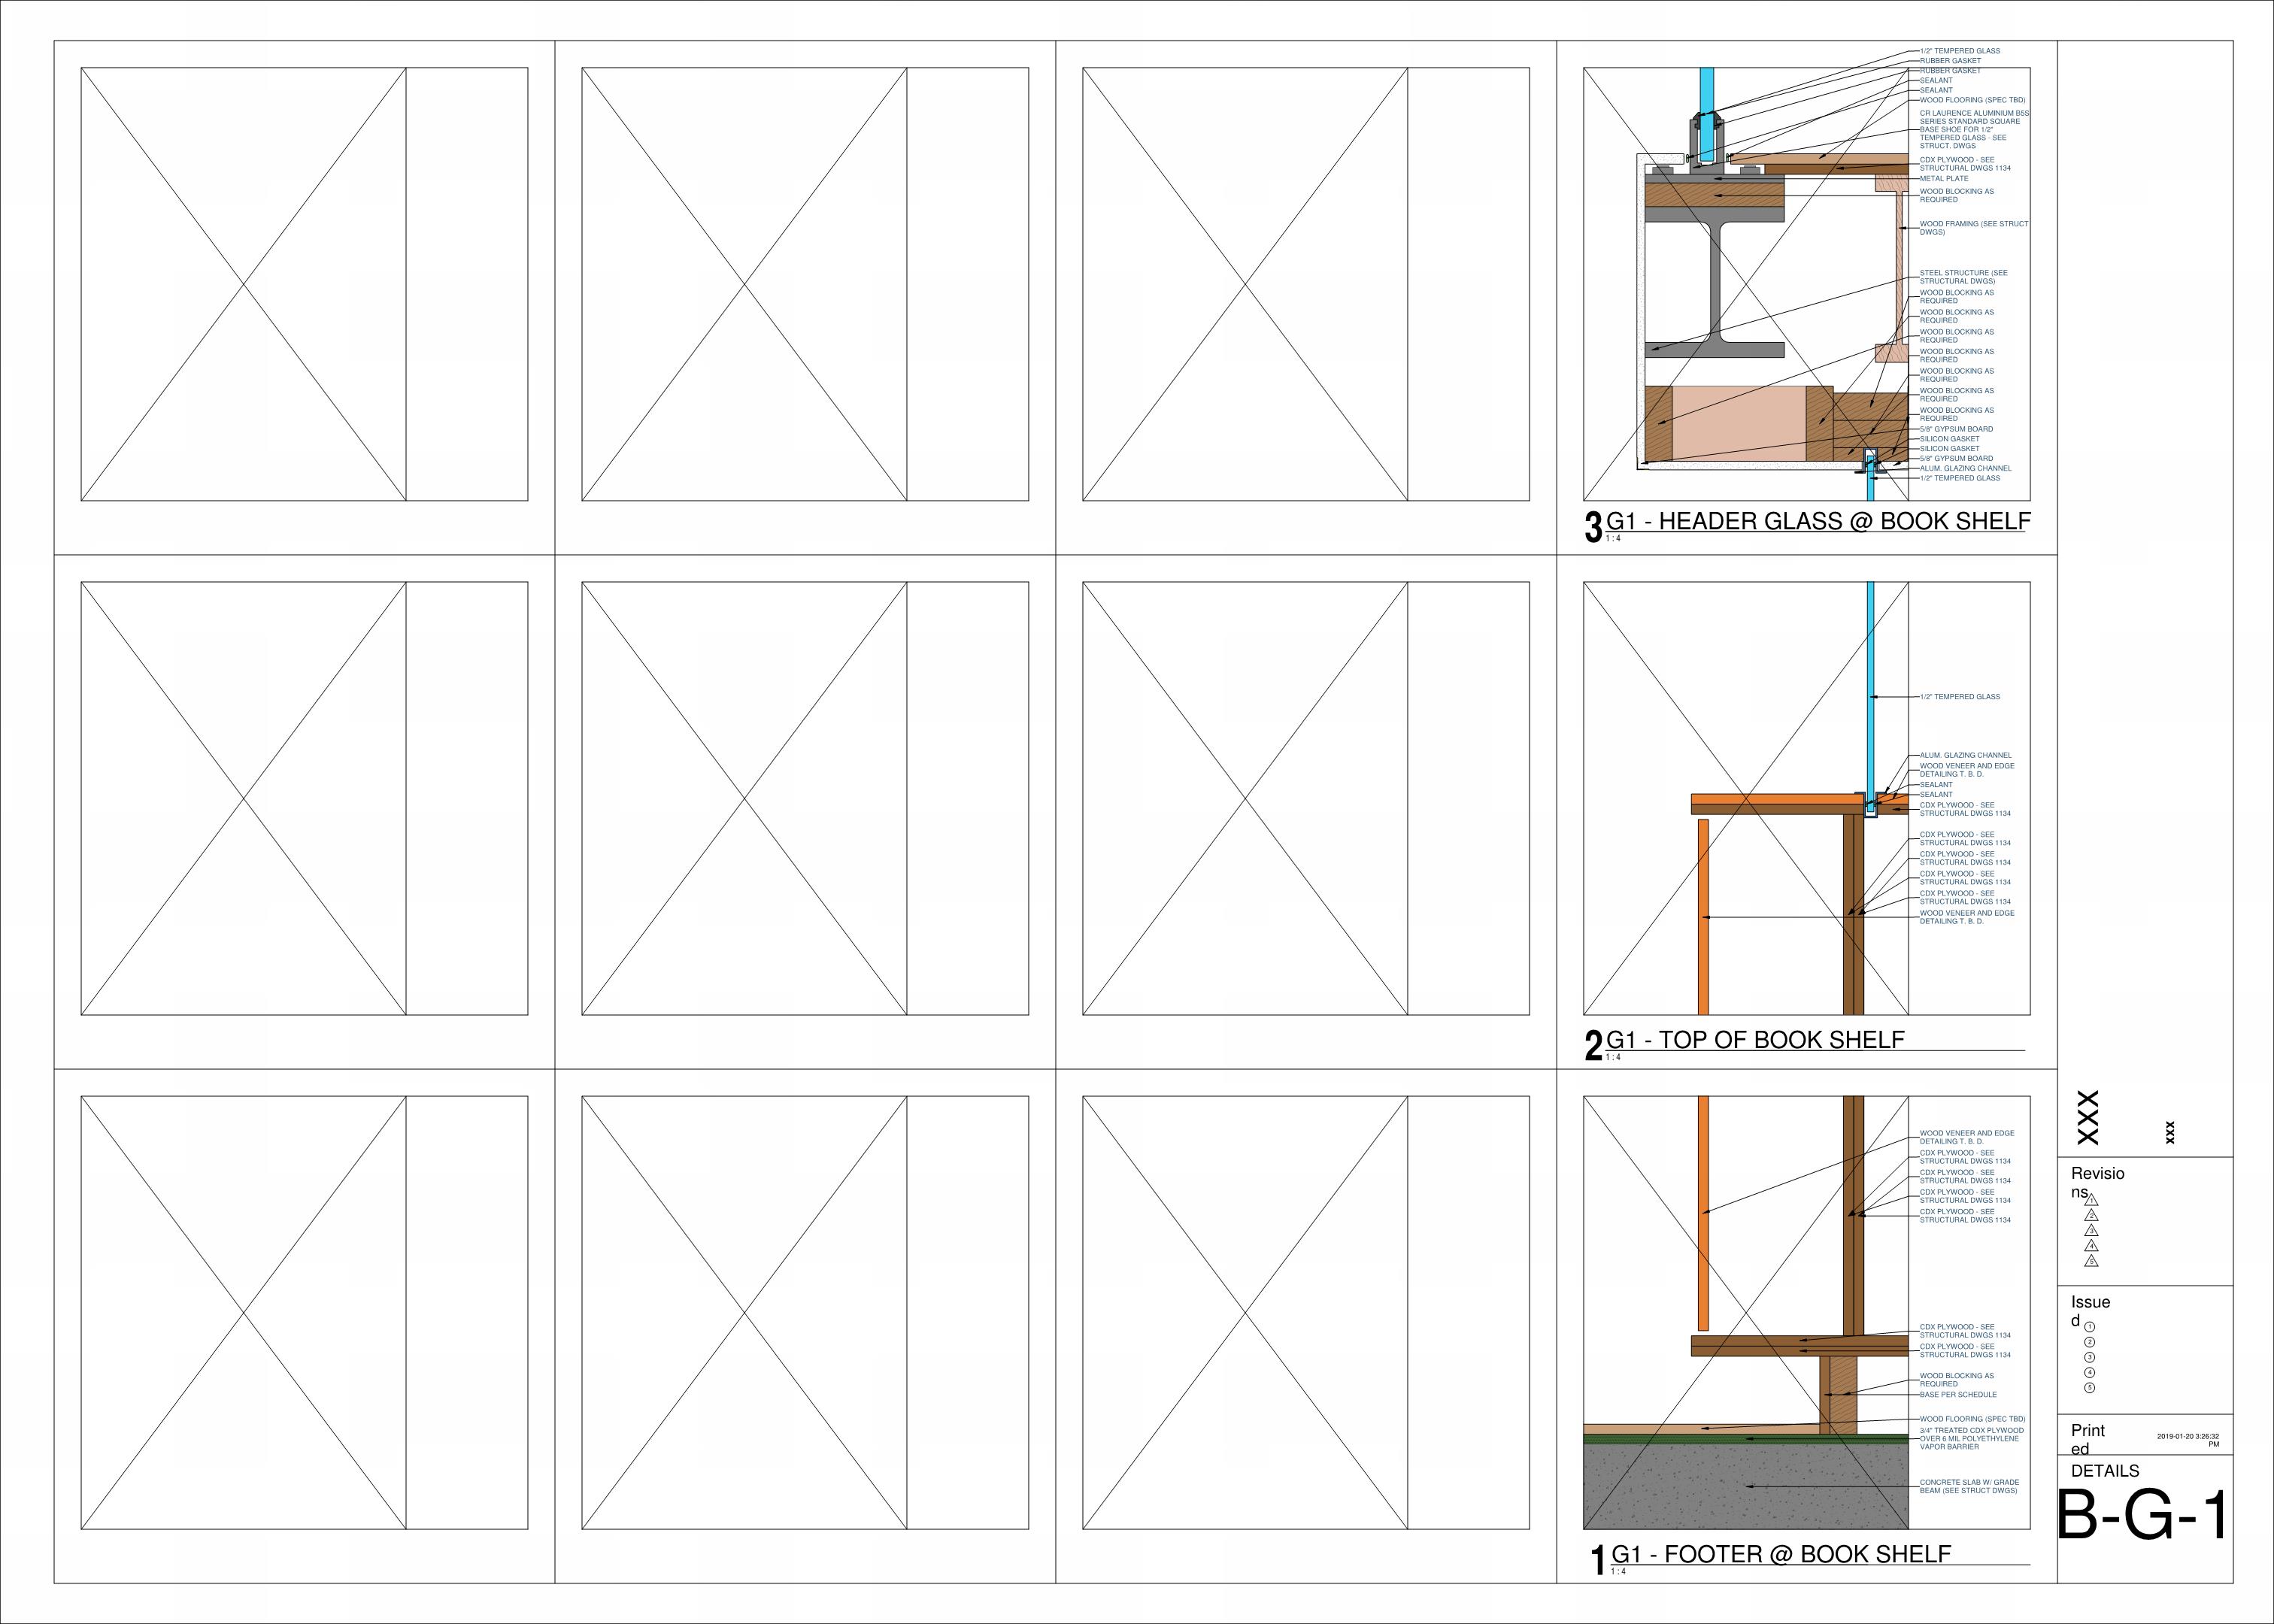 1/2" TEMPERED GLASS
RUBBER GASKET
RUBBER GASKET
SEALANT
SEALANT
WOOD FLOORING (SPEC TBD)
CR LAURENCE ALUMINIUM B5S
SERIES STANDARD SQUARE
BASE SHOE FOR 1/2"
TEMPERED GLASS - SEE
STRUCT. DWGS
CDX PLYWOOD - SEE
STRUCTURAL DWGS 1134
METAL PLATE
WOOD BLOCKING AS
REQUIRED
WOOD FRAMING (SEE STRUCT
DWGS)
STEEL STRUCTURE (SEE
STRUCTURAL DWGS)
WOOD BLOCKING AS
REQUIRED
WOOD BLOCKING AS
REQUIRED
WOOD BLOCKING AS
REQUIRED
WOOD BLOCKING AS
REQUIRED
WOOD BLOCKING AS
REQUIRED
WOOD BLOCKING AS
REQUIRED
WOOD BLOCKING AS
REQUIRED
5/8" GYPSUM BOARD
SILICON GASKET
SILICON GASKET
5/8" GYPSUM BOARD
ALUM. GLAZING CHANNEL
1/2" TEMPERED GLASS
3 G1 - HEADER GLASS @ BOOK SHELF
1 : 4
1/2" TEMPERED GLASS
ALUM. GLAZING CHANNEL
WOOD VENEER AND EDGE
DETAILING T. B. D.
SEALANT
SEALANT
CDX PLYWOOD - SEE
STRUCTURAL DWGS 1134
CDX PLYWOOD - SEE
STRUCTURAL DWGS 1134
CDX PLYWOOD - SEE
STRUCTURAL DWGS 1134
CDX PLYWOOD - SEE
STRUCTURAL DWGS 1134
CDX PLYWOOD - SEE
STRUCTURAL DWGS 1134
WOOD VENEER AND EDGE
DETAILING T. B. D.
2 G1 - TOP OF BOOK SHELF
1 : 4
WOOD VENEER AND EDGE
DETAILING T. B. D.
CDX PLYWOOD - SEE
STRUCTURAL DWGS 1134
CDX PLYWOOD - SEE
STRUCTURAL DWGS 1134
CDX PLYWOOD - SEE
STRUCTURAL DWGS 1134
CDX PLYWOOD - SEE
STRUCTURAL DWGS 1134
CDX PLYWOOD - SEE
STRUCTURAL DWGS 1134
CDX PLYWOOD - SEE
STRUCTURAL DWGS 1134
WOOD BLOCKING AS
REQUIRED
BASE PER SCHEDULE
WOOD FLOORING (SPEC TBD)
3/4" TREATED CDX PLYWOOD
OVER 6 MIL POLYETHYLENE
VAPOR BARRIER
CONCRETE SLAB W/ GRADE
BEAM (SEE STRUCT DWGS)
1 G1 - FOOTER @ BOOK SHELF
1 : 4
XXX
XXX
Revisio
ns
1
2
3
4
5
Issue
d
1
2
3
4
5
Print
ed
2019-01-20 3:26:32
PM
DETAILS
B-G-1